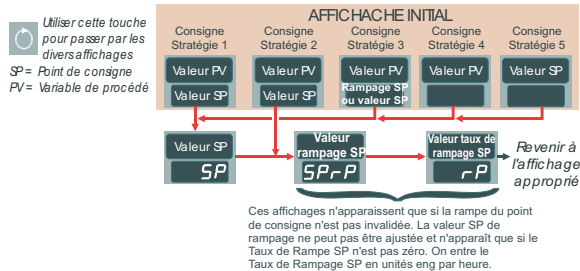 AFFICHACHE INITIAL
Utiliser cette touche
pour passer par les
divers affichages
SP = Point de consigne
PV = Variable de procédé
Consigne
Stratégie 1
Consigne
Stratégie 2
Consigne
Stratégie 3
Consigne
Stratégie 4
Consigne
Stratégie 5
Valeur PV
Valeur SP
Valeur PV
Valeur SP
Valeur PV
Rampage SP
ou valeur SP
Valeur PV
Valeur SP
Valeur SP
SP
Valeur
rampage SP
SPrP
Valeur taux de
rampage SP
rP
Revenir à
l'affichage
approprié
Ces affichages n'apparaissent que si la rampe du point
de consigne n'est pas invalidée. La valeur SP de
rampage ne peut pas être ajustée et n'apparaît que si le
Taux de Rampe SP n'est pas zéro. On entre le
Taux de Rampage SP en unités eng par heure.